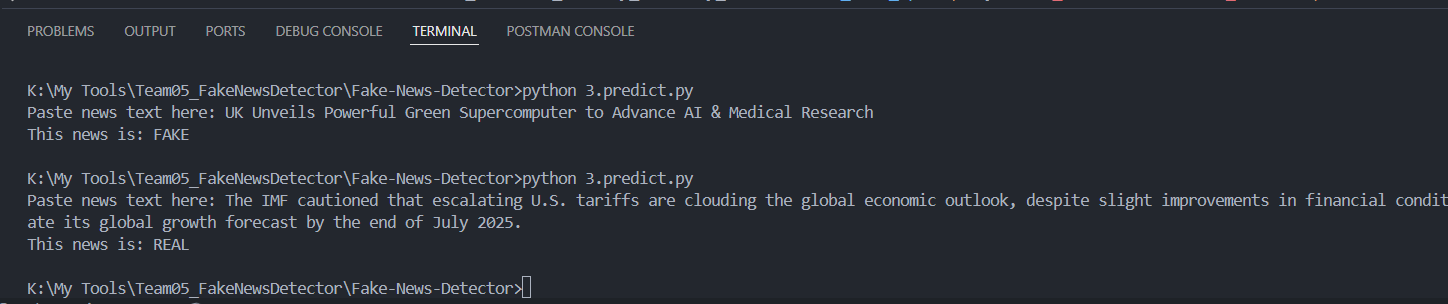 PROBLEMS OUTPUT PORTS DEBUG CONSOLE TERMINAL POSTMAN CONSOLE
K:\My Tools\Team05_FakeNewsDetector\Fake-News-Detector>python 3.predict.py
Paste news text here: UK Unveils Powerful Green Supercomputer to Advance AI & Medical Research
This news is: FAKE
K:\My Tools\Team05_FakeNewsDetector\Fake-News-Detector>python 3.predict.py
Paste news text here: The IMF cautioned that escalating U.S. tariffs are clouding the global economic outlook, despite slight improvements in financial condit
ate its global growth forecast by the end of July 2025.
This news is: REAL
K:\My Tools\Team05_FakeNewsDetector\Fake-News-Detector>